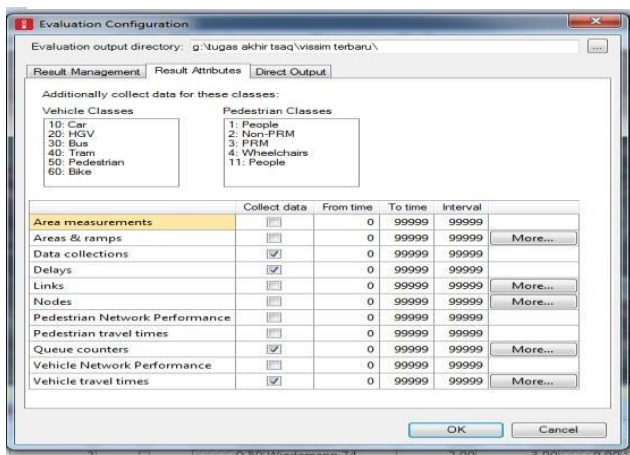 Evaluation Configuration
Evaluation output directory: g:\tugas akhir tsaq\vissim terbaru\ ...
Result Management Result Attributes Direct Output
Additionally collect data for these classes:
Vehicle Classes Pedestrian Classes
10: Car 1: People
20: HGV 2: Non-PRM
30: Bus 3: PRM
40: Tram 4: Wheelchairs
50: Pedestrian 11: People
60: Bike
Collect data From time To time Interval
Area measurements 0 99999 99999
Areas & ramps 0 99999 99999 More...
Data collections 0 99999 99999
Delays 0 99999 99999
Links 0 99999 99999 More...
Nodes 0 99999 99999 More...
Pedestrian Network Performance 0 99999 99999
Pedestrian travel times 0 99999 99999
Queue counters 0 99999 99999 More...
Vehicle Network Performance 0 99999 99999
Vehicle travel times 0 99999 99999 More...
OK Cancel